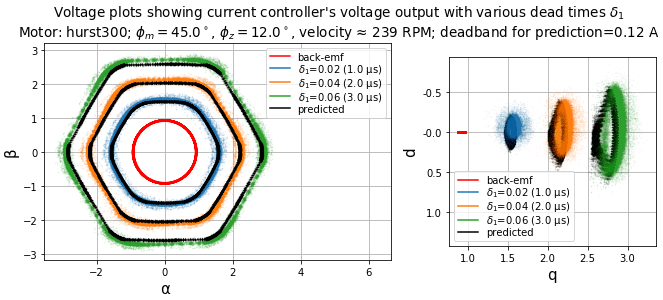 Voltage plots showing current controller's voltage output with various dead times δ₁
Motor: hurst300; ϕₘ = 45.0°, ϕ_z = 12.0°, velocity ≈ 239 RPM; deadband for prediction=0.12 A
3
2
1
0
−1
−2
−3
β
−2
0
2
4
6
α
back-emf
δ₁=0.02 (1.0 μs)
δ₁=0.04 (2.0 μs)
δ₁=0.06 (3.0 μs)
predicted
-0.5
-0.0
0.5
1.0
d
1.0
1.5
2.0
2.5
3.0
q
back-emf
δ₁=0.02 (1.0 μs)
δ₁=0.04 (2.0 μs)
δ₁=0.06 (3.0 μs)
predicted